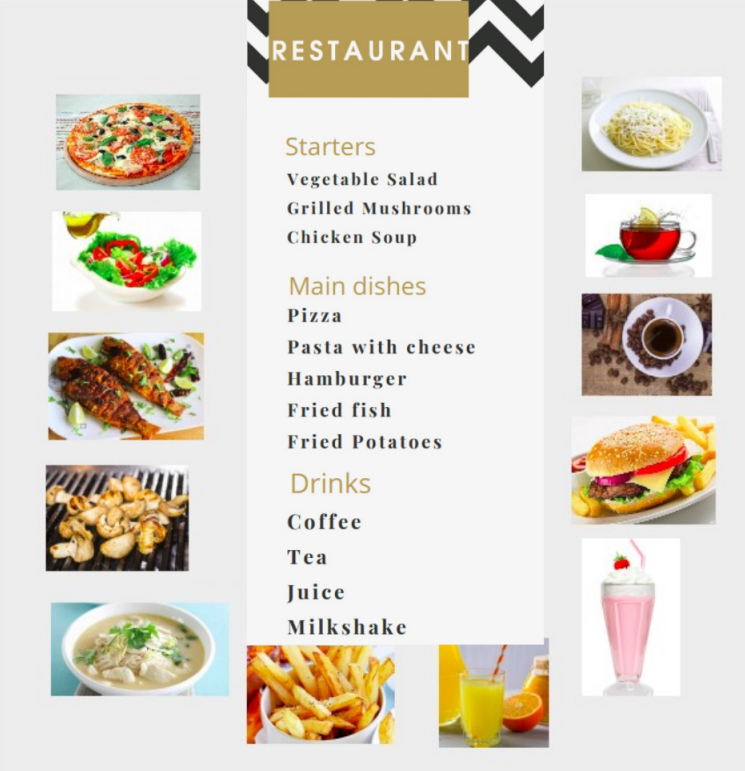 RESTAURANT
Starters
Vegetable Salad
Grilled Mushrooms
Chicken Soup
Main dishes
Pizza
Pasta with cheese
Hamburger
Fried fish
Fried Potatoes
Drinks
Coffee
Tea
Juice
Milkshake